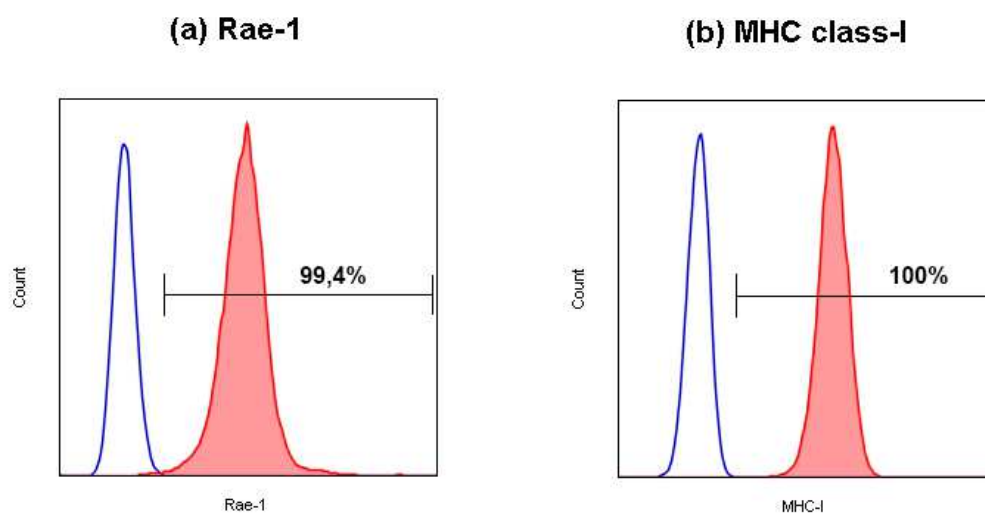 (a) Rae-1
Count
99,4%
Rae-1
(b) MHC class-I
Count
100%
MHC-I